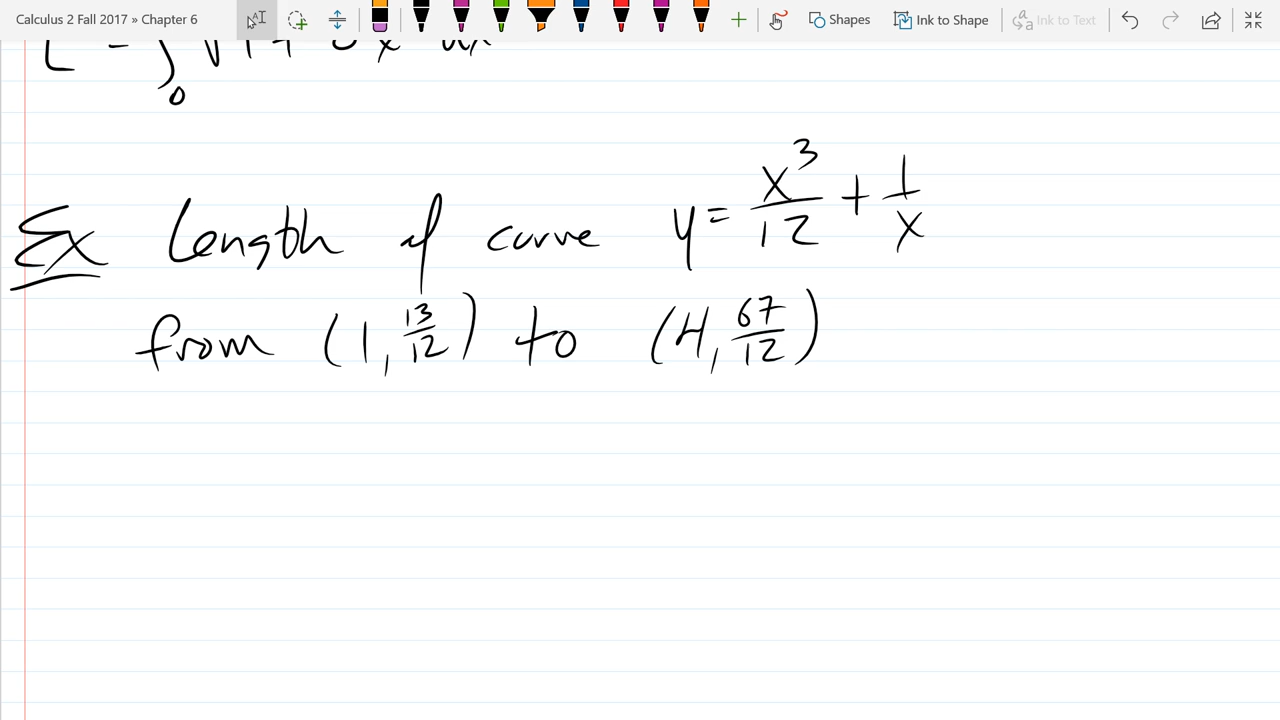 Calculus 2 Fall 2017 » Chapter 6
Shapes
Ink to Shape
Ink to Text
Ex Length of curve y = x^3/12 + 1/x
from (1, 13/12) to (4, 67/12)